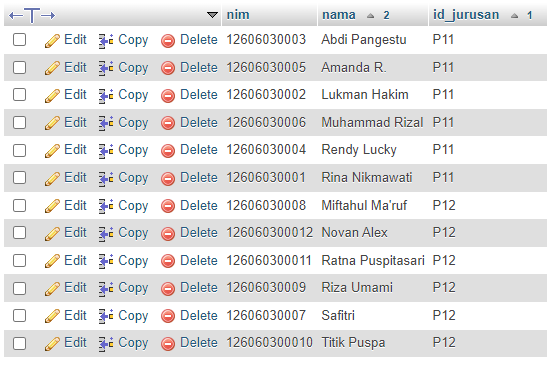 nim nama 2 id_jurusan 1
Edit Copy Delete 12606030003 Abdi Pangestu P11
Edit Copy Delete 12606030005 Amanda R. P11
Edit Copy Delete 12606030002 Lukman Hakim P11
Edit Copy Delete 12606030006 Muhammad Rizal P11
Edit Copy Delete 12606030004 Rendy Lucky P11
Edit Copy Delete 12606030001 Rina Nikmawati P11
Edit Copy Delete 12606030008 Miftahul Ma'ruf P12
Edit Copy Delete 126060300012 Novan Alex P12
Edit Copy Delete 126060300011 Ratna Puspitasari P12
Edit Copy Delete 12606030009 Riza Umami P12
Edit Copy Delete 12606030007 Safitri P12
Edit Copy Delete 126060300010 Titik Puspa P12